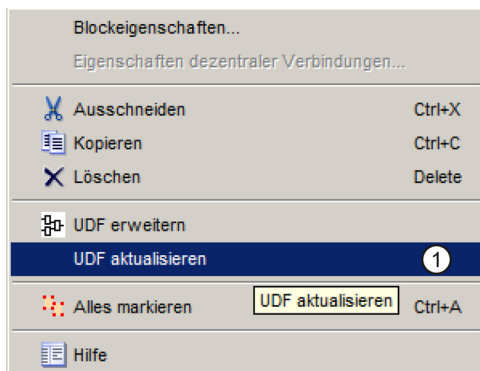 Blockeigenschaften...
Eigenschaften dezentraler Verbindungen...
Ausschneiden Ctrl+X
Kopieren Ctrl+C
Löschen Delete
UDF erweitern
UDF aktualisieren 1
UDF aktualisieren
Alles markieren Ctrl+A
Hilfe